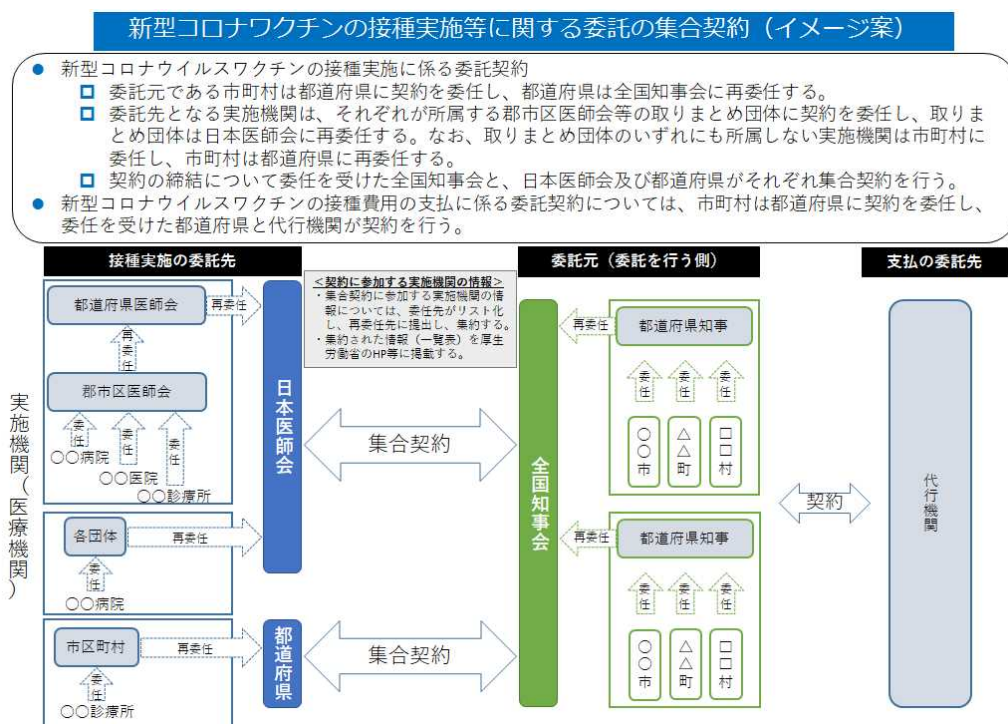 新型コロナワクチンの接種実施等に関する委託の集合契約（イメージ案）
● 新型コロナウイルスワクチンの接種実施に係る委託契約
委託元である市町村は都道府県に契約を委任し、都道府県は全国知事会に再委任する。
委託先となる実施機関は、それぞれが所属する郡市区医師会等の取りまとめ団体に契約を委任し、取りま
とめ団体は日本医師会に再委任する。なお、取りまとめ団体のいずれにも所属しない実施機関は市町村に
委任し、市町村は都道府県に再委任する。
契約の締結について委任を受けた全国知事会と、日本医師会及び都道府県がそれぞれ集合契約を行う。
● 新型コロナウイルスワクチンの接種費用の支払に係る委託契約については、市町村は都道府県に契約を委任し、
委任を受けた都道府県と代行機関が契約を行う。
接種実施の委託先
実施機関（医療機関）
都道府県医師会
再委任
再委任
郡市区医師会
委任
委任
委任
〇〇病院
〇〇医院
〇〇診療所
各団体
再委任
委任
〇〇病院
市区町村
再委任
委任
〇〇診療所
日本医師会
都道府県
＜契約に参加する実施機関の情報＞
・集合契約に参加する実施機関の情
報については、委任先がリスト化
し、再委任先に提出し、集約する。
・集約された情報（一覧表）を厚生
労働省のHP等に掲載する。
集合契約
集合契約
全国知事会
委託元（委託を行う側）
再委任
都道府県知事
委任
委任
委任
〇〇市
△△町
□□村
再委任
都道府県知事
委任
委任
委任
〇〇市
△△町
□□村
契約
支払の委託先
代行機関